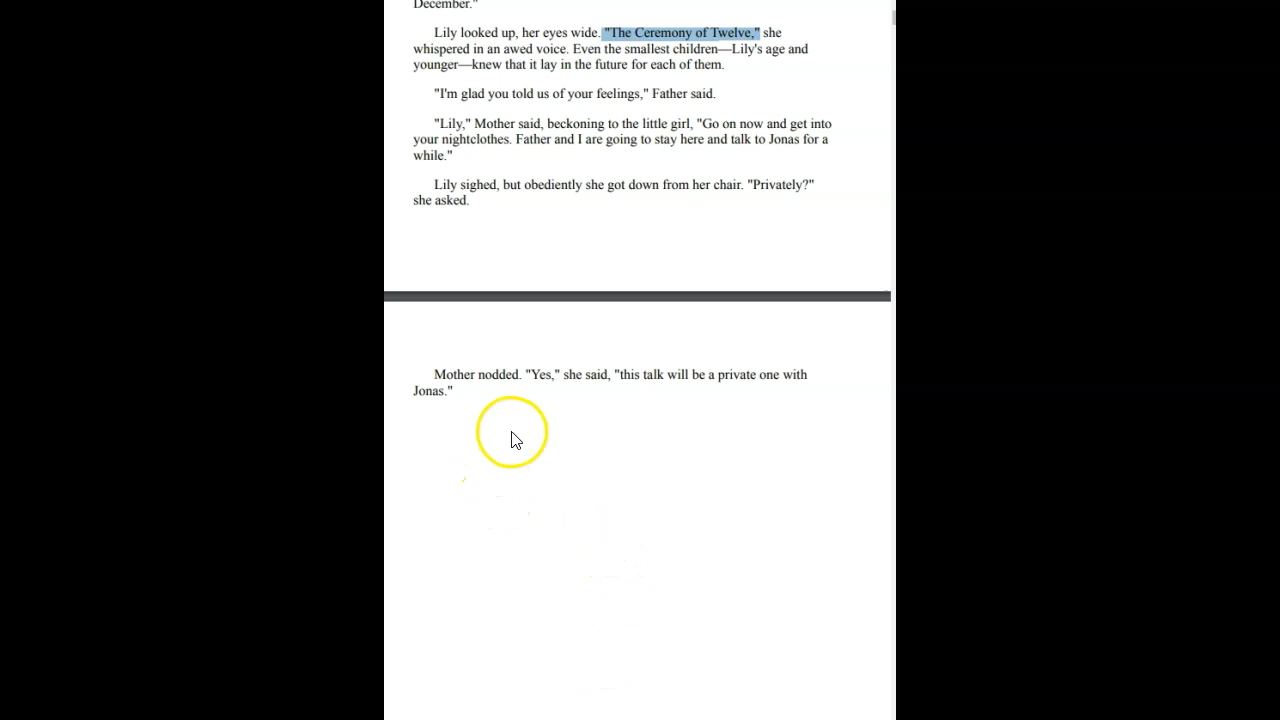 December."
Lily looked up, her eyes wide. "The Ceremony of Twelve," she
whispered in an awed voice. Even the smallest children—Lily's age and
younger—knew that it lay in the future for each of them.
"I'm glad you told us of your feelings," Father said.
"Lily," Mother said, beckoning to the little girl, "Go on now and get into
your nightclothes. Father and I are going to stay here and talk to Jonas for a
while."
Lily sighed, but obediently she got down from her chair. "Privately?"
she asked.
Mother nodded. "Yes," she said, "this talk will be a private one with
Jonas."